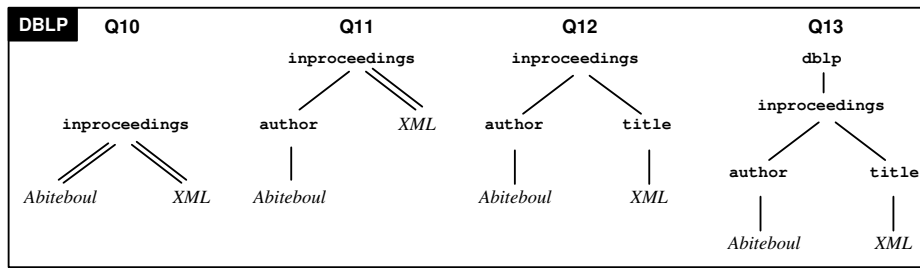 DBLP Q10 Q11 Q12 Q13
inproceedings inproceedings dblp
inproceedings
inproceedings author XML author title
author title
Abiteboul XML Abiteboul Abiteboul XML
Abiteboul XML